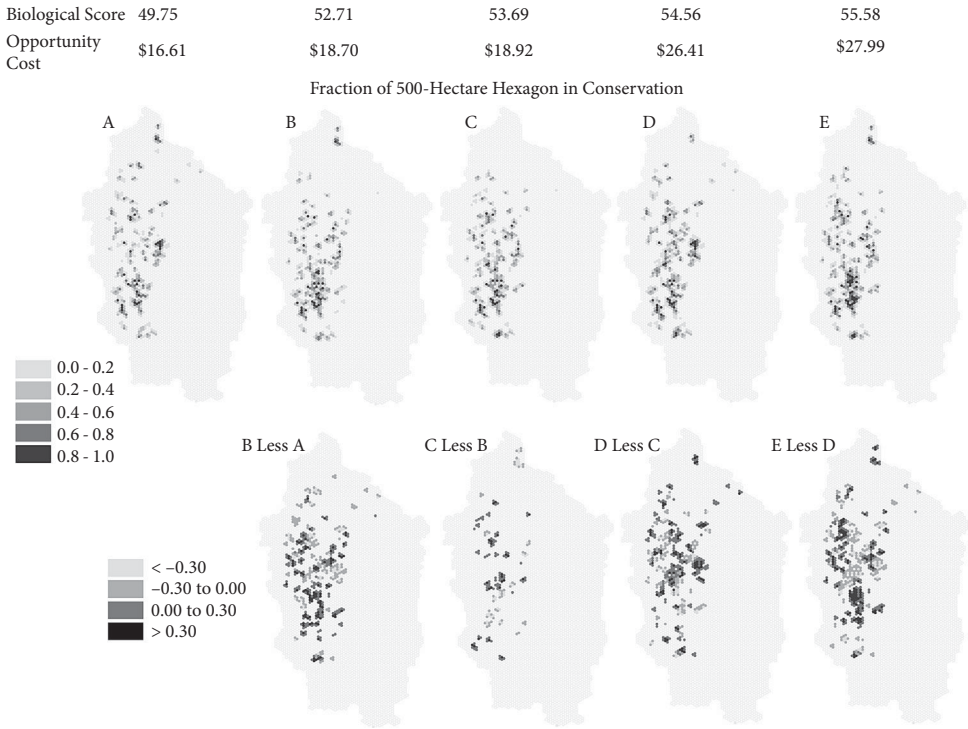 Biological Score 49.75 52.71 53.69 54.56 55.58
Opportunity
Cost
$16.61 $18.70 $18.92 $26.41 $27.99
Fraction of 500-Hectare Hexagon in Conservation
A B C D E
0.0 - 0.2
0.2 - 0.4
0.4 - 0.6
0.6 - 0.8
0.8 - 1.0
B Less A C Less B D Less C E Less D
< –0.30
–0.30 to 0.00
0.00 to 0.30
> 0.30